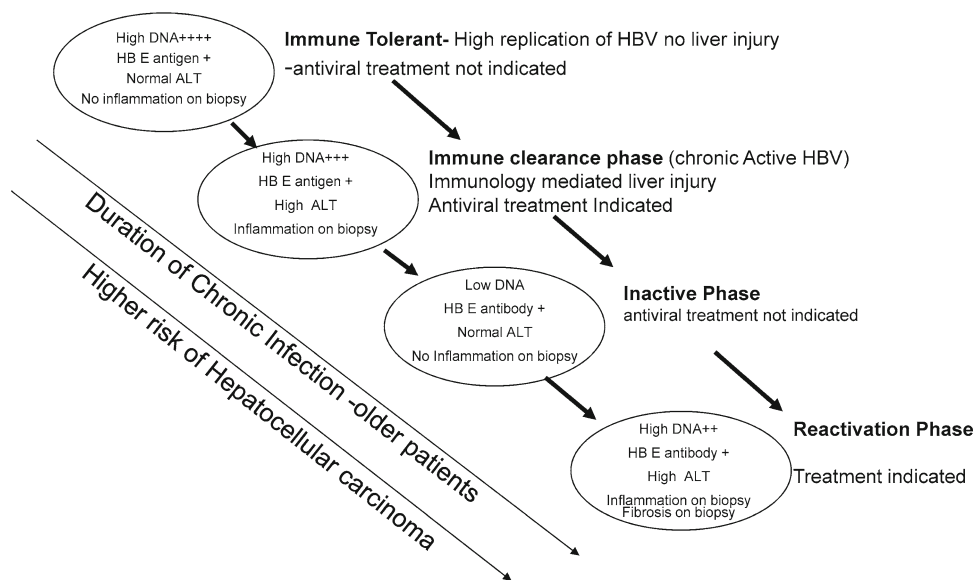 High DNA++++
HB E antigen +
Normal ALT
No inflammation on biopsy
Immune Tolerant- High replication of HBV no liver injury
-antiviral treatment not indicated
High DNA+++
HB E antigen +
High ALT
Inflammation on biopsy
Immune clearance phase (chronic Active HBV)
Immunology mediated liver injury
Antiviral treatment Indicated
Low DNA
HB E antibody +
Normal ALT
No Inflammation on biopsy
Inactive Phase
antiviral treatment not indicated
High DNA++
HB E antibody +
High ALT
Inflammation on biopsy
Fibrosis on biopsy
Reactivation Phase
Treatment indicated
Duration of Chronic Infection -older patients
Higher risk of Hepatocellular carcinoma